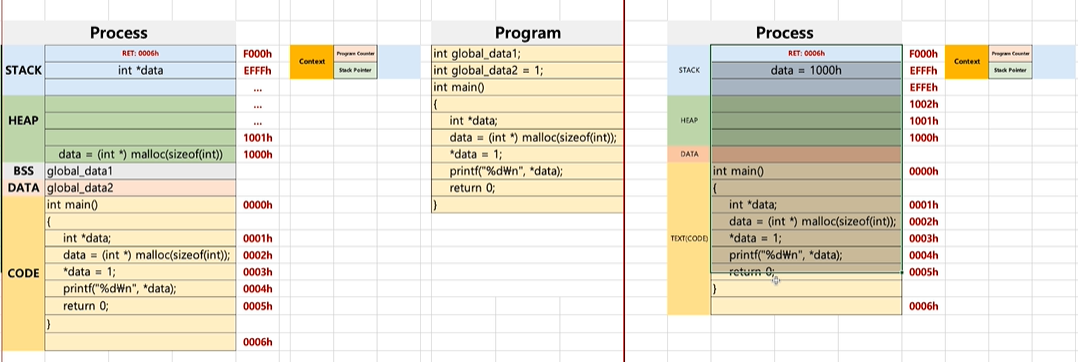 Process
RET: 0006h
F000h
STACK
int *data
EFFFh
...
...
HEAP
...
1001h
data = (int *) malloc(sizeof(int))
1000h
BSS
global_data1
DATA
global_data2
int main()
0000h
{
int *data;
0001h
data = (int *) malloc(sizeof(int));
0002h
CODE
*data = 1;
0003h
printf("%d₩n", *data);
0004h
return 0;
0005h
}
0006h
Context
Program Counter
Stack Pointer
Program
int global_data1;
int global_data2 = 1;
int main()
{
int *data;
data = (int *) malloc(sizeof(int));
*data = 1;
printf("%d₩n", *data);
return 0;
}
Process
RET: 0006h
F000h
STACK
data = 1000h
EFFFh
EFFEh
1002h
HEAP
1001h
1000h
DATA
int main()
0000h
{
int *data;
0001h
data = (int *) malloc(sizeof(int));
0002h
TEXT(CODE)
*data = 1;
0003h
printf("%d₩n", *data);
0004h
return 0;
0005h
}
0006h
Context
Program Counter
Stack Pointer